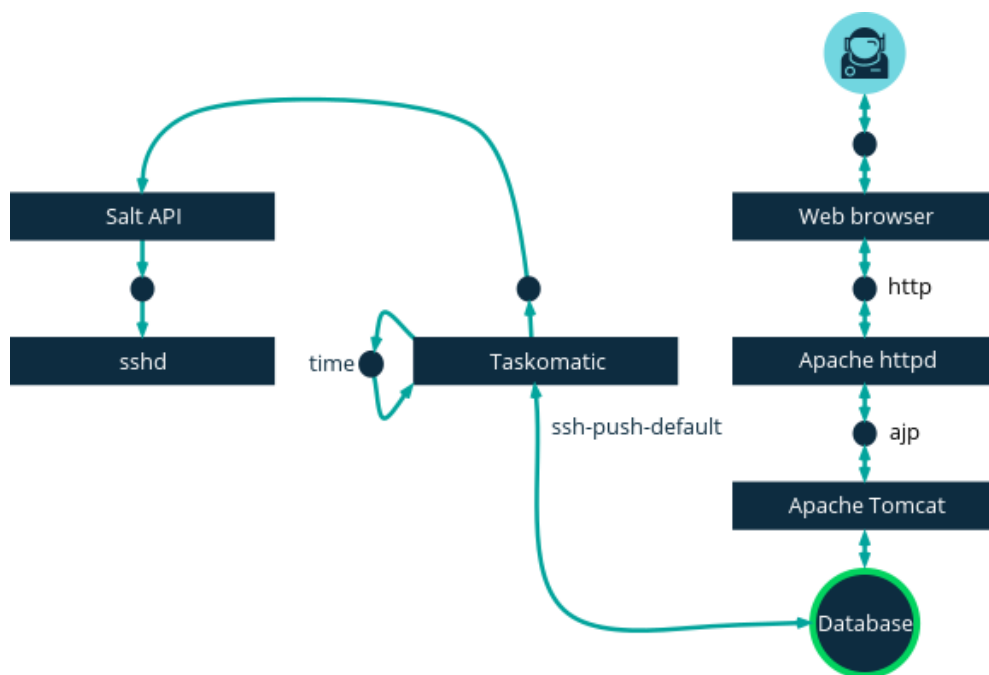 Salt API
Web browser
http
sshd
time
Taskomatic
Apache httpd
ssh-push-default
ajp
Apache Tomcat
Database